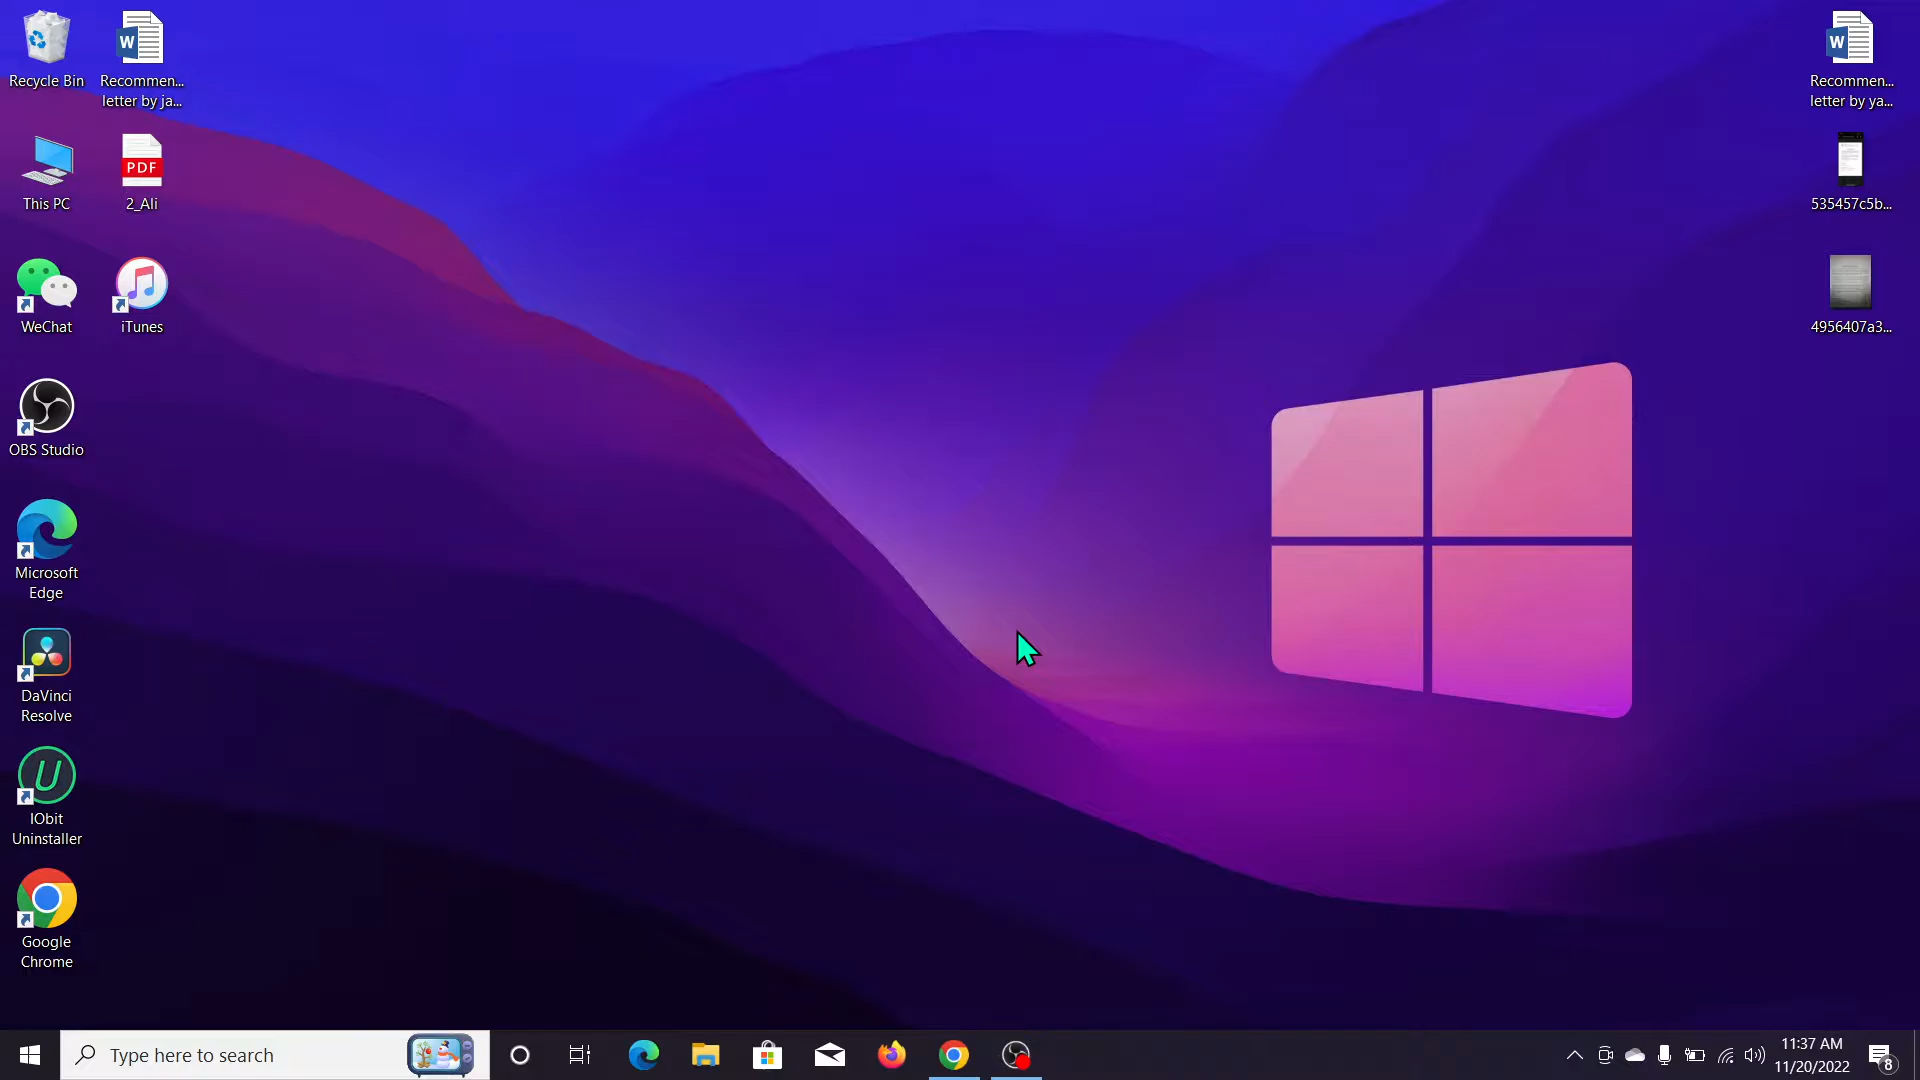 Recycle Bin
Recommen...
letter by ja...
This PC
PDF
2_Ali
WeChat
iTunes
OBS Studio
Microsoft
Edge
DaVinci
Resolve
IObit
Uninstaller
Google
Chrome
W
Recommen...
letter by ya...
W
535457c5b...
4956407a3...
Type here to search
11:37 AM
11/20/2022
8